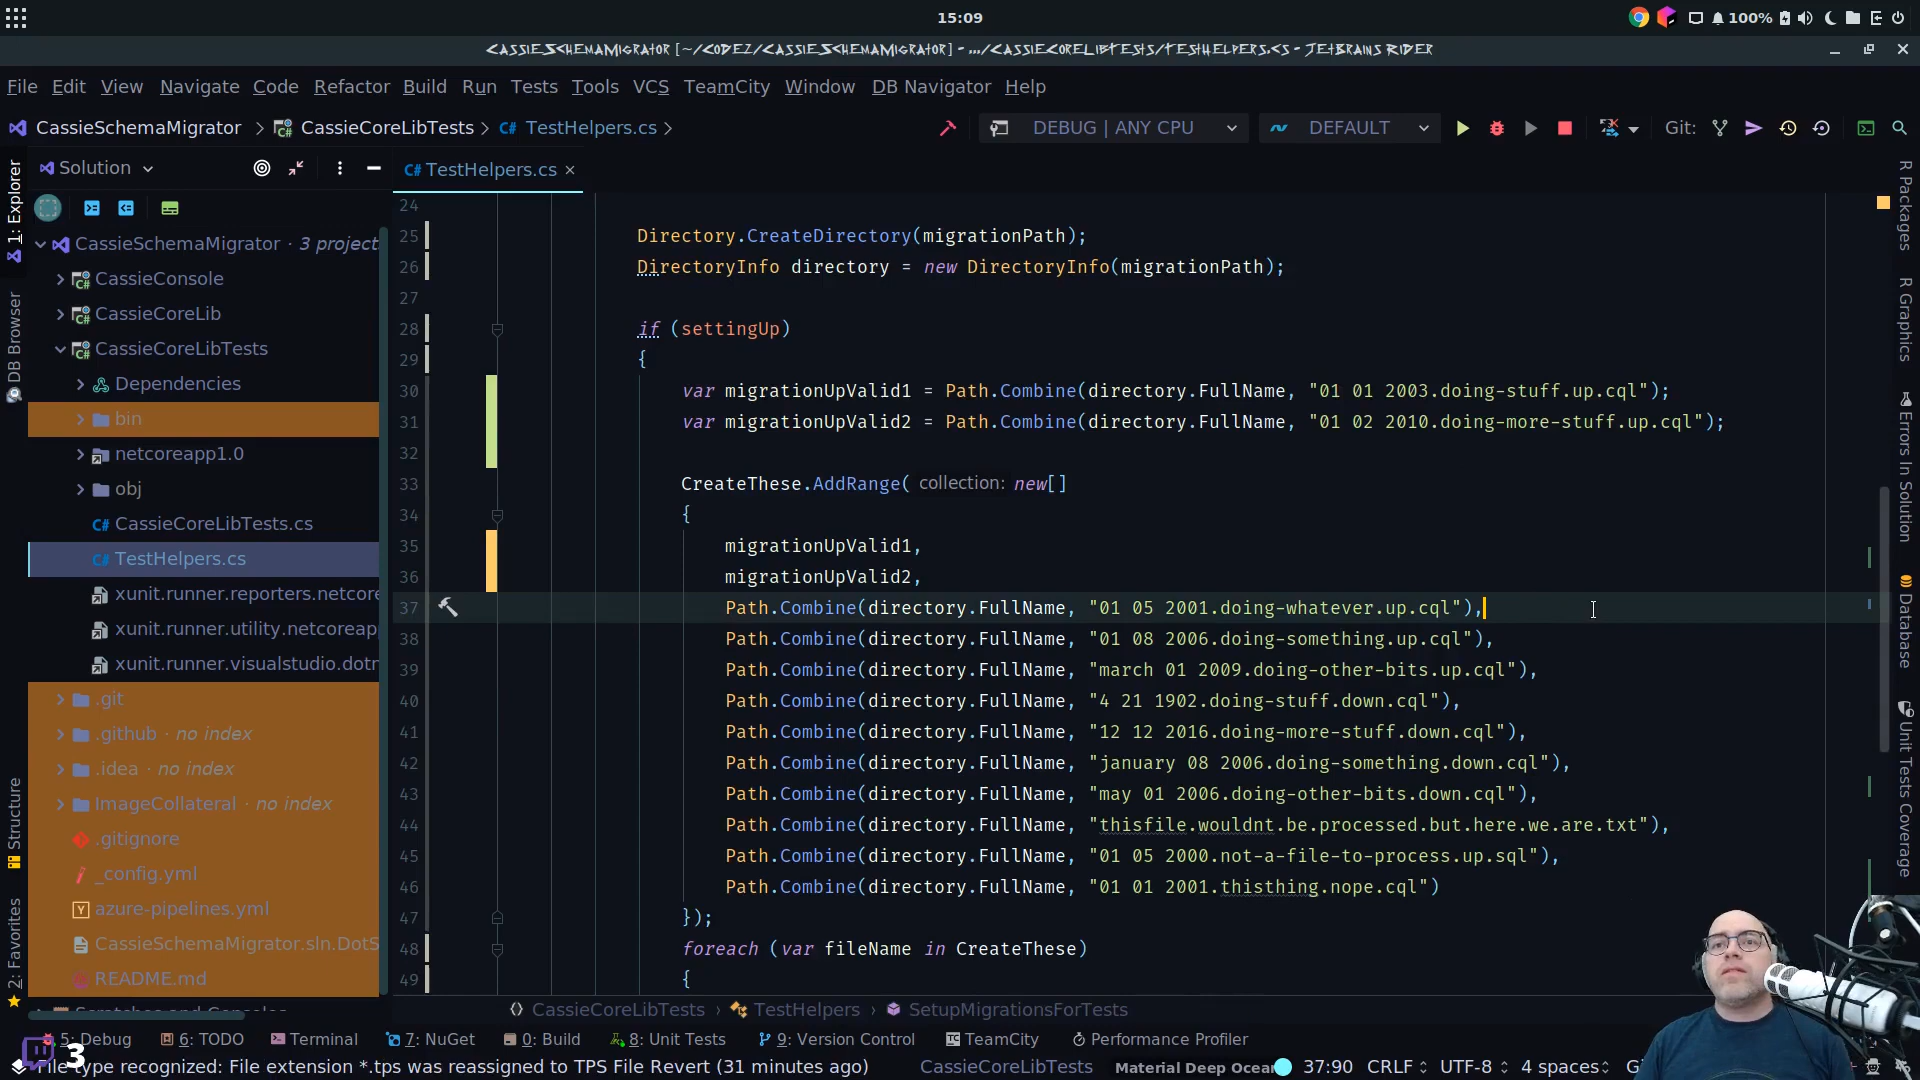 15:09
100%
CassieSchemaMigrator [~/Codez/CassieSchemaMigrator] - .../CassieCoreLibTests/TestHelpers.cs - JetBrains Rider
File Edit View Navigate Code Refactor Build Run Tests Tools VCS TeamCity Window DB Navigator Help
CassieSchemaMigrator CassieCoreLibTests C# TestHelpers.cs DEBUG | ANY CPU DEFAULT Git:
Solution
C# TestHelpers.cs
1: Explorer
DB Browser
Structure
2: Favorites
CassieSchemaMigrator · 3 project
CassieConsole
CassieCoreLib
CassieCoreLibTests
Dependencies
bin
netcoreapp1.0
obj
C# CassieCoreLibTests.cs
C# TestHelpers.cs
xunit.runner.reporters.netcore
xunit.runner.utility.netcoreapp
xunit.runner.visualstudio.dotn
.git
.github · no index
.idea · no index
ImageCollateral · no index
.gitignore
_config.yml
azure-pipelines.yml
CassieSchemaMigrator.sln.DotS
README.md
24
25 Directory.CreateDirectory(migrationPath);
26 DirectoryInfo directory = new DirectoryInfo(migrationPath);
27
28 if (settingUp)
29 {
30 var migrationUpValid1 = Path.Combine(directory.FullName, "01 01 2003.doing-stuff.up.cql");
31 var migrationUpValid2 = Path.Combine(directory.FullName, "01 02 2010.doing-more-stuff.up.cql");
32
33 CreateThese.AddRange( collection: new[]
34 {
35 migrationUpValid1,
36 migrationUpValid2,
37 Path.Combine(directory.FullName, "01 05 2001.doing-whatever.up.cql"),
38 Path.Combine(directory.FullName, "01 08 2006.doing-something.up.cql"),
39 Path.Combine(directory.FullName, "march 01 2009.doing-other-bits.up.cql"),
40 Path.Combine(directory.FullName, "4 21 1902.doing-stuff.down.cql"),
41 Path.Combine(directory.FullName, "12 12 2016.doing-more-stuff.down.cql"),
42 Path.Combine(directory.FullName, "january 08 2006.doing-something.down.cql"),
43 Path.Combine(directory.FullName, "may 01 2006.doing-other-bits.down.cql"),
44 Path.Combine(directory.FullName, "thisfile.wouldnt.be.processed.but.here.we.are.txt"),
45 Path.Combine(directory.FullName, "01 05 2000.not-a-file-to-process.up.sql"),
46 Path.Combine(directory.FullName, "01 01 2001.thisthing.nope.cql")
47 });
48 foreach (var fileName in CreateThese)
49 {
R Packages
R Graphics
Errors In Solution
Database
Unit Tests Coverage
CassieCoreLibTests TestHelpers SetupMigrationsForTests
5: Debug 6: TODO Terminal 7: NuGet 0: Build 8: Unit Tests 9: Version Control TeamCity Performance Profiler
3
File type recognized: File extension *.tps was reassigned to TPS File Revert (31 minutes ago) CassieCoreLibTests Material Deep Ocean 37:90 CRLF UTF-8 4 spaces